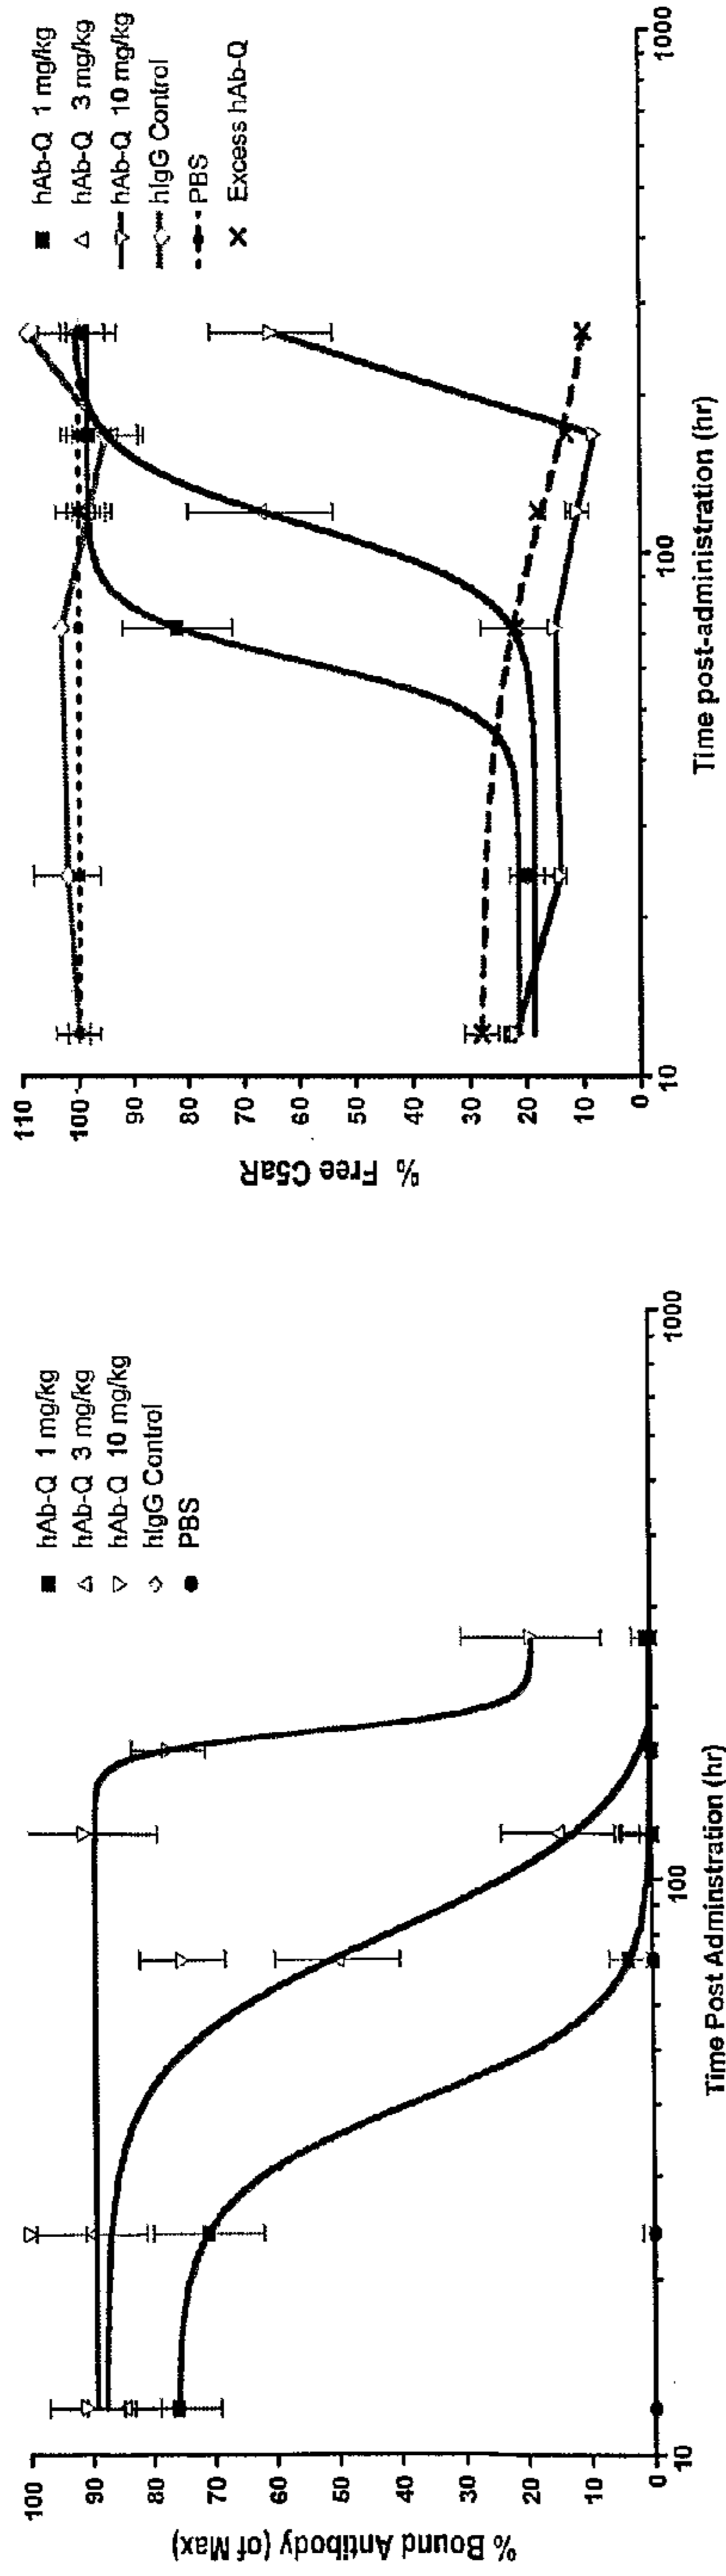 % Bound Antibody (of Max)
100
90
80
70
60
50
40
30
20
10
0
10
100
1000
Time Post Adminstration (hr)
hAb-Q 1 mg/kg
hAb-Q 3 mg/kg
hAb-Q 10 mg/kg
hIgG Control
PBS
% Free C5aR
110
100
90
80
70
60
50
40
30
20
10
0
10
100
1000
Time post-administration (hr)
hAb-Q 1 mg/kg
hAb-Q 3 mg/kg
hAb-Q 10 mg/kg
hIgG Control
PBS
Excess hAb-Q